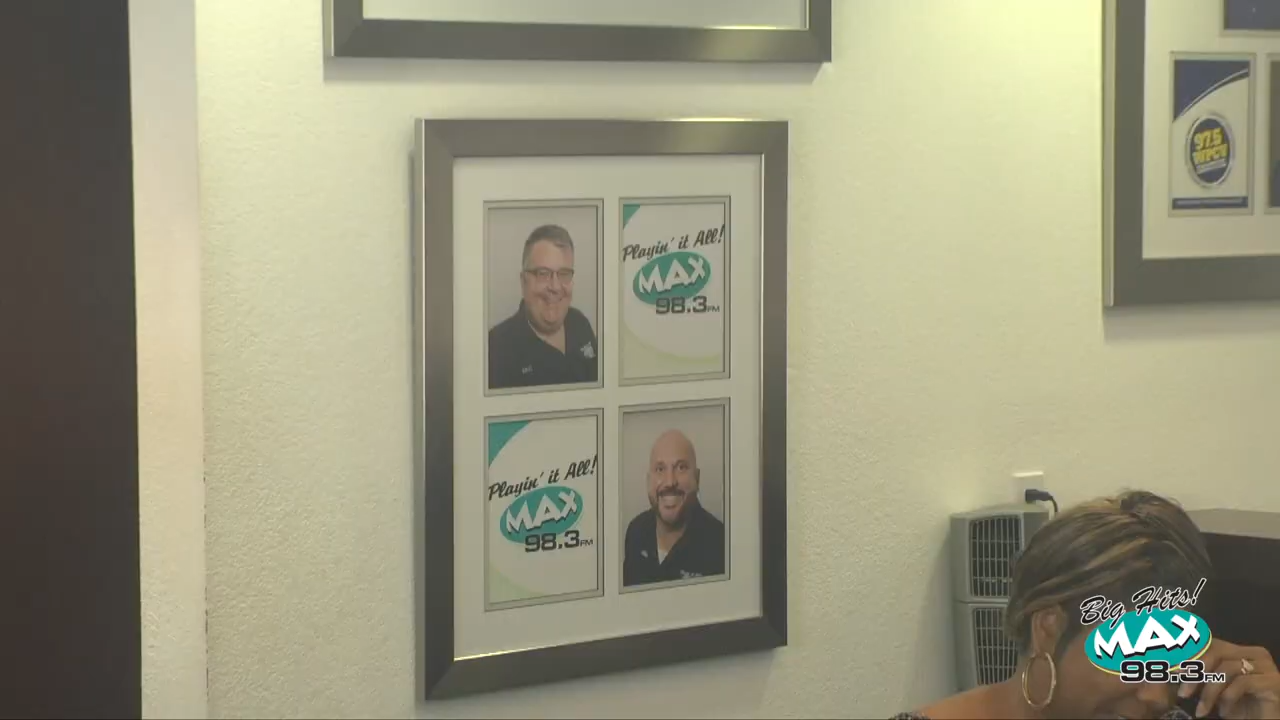 Playin' it All!
MAX
98.3FM
Playin' it All!
MAX
98.3FM
97.5
WPCV
Big Hits!
MAX
98.3FM